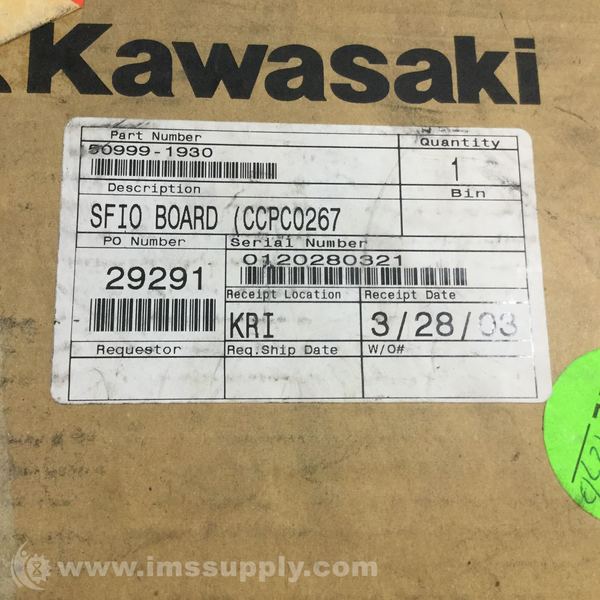 Kawasaki
Part Number
50999-1930
Quantity
1
Description
Bin
SFIO BOARD (CCPC0267
PO Number
Serial Number
29291
0120280321
Receipt Location
Receipt Date
KRI
3/28/03
Requestor
Req.Ship Date
W/O#
www.imssupply.com